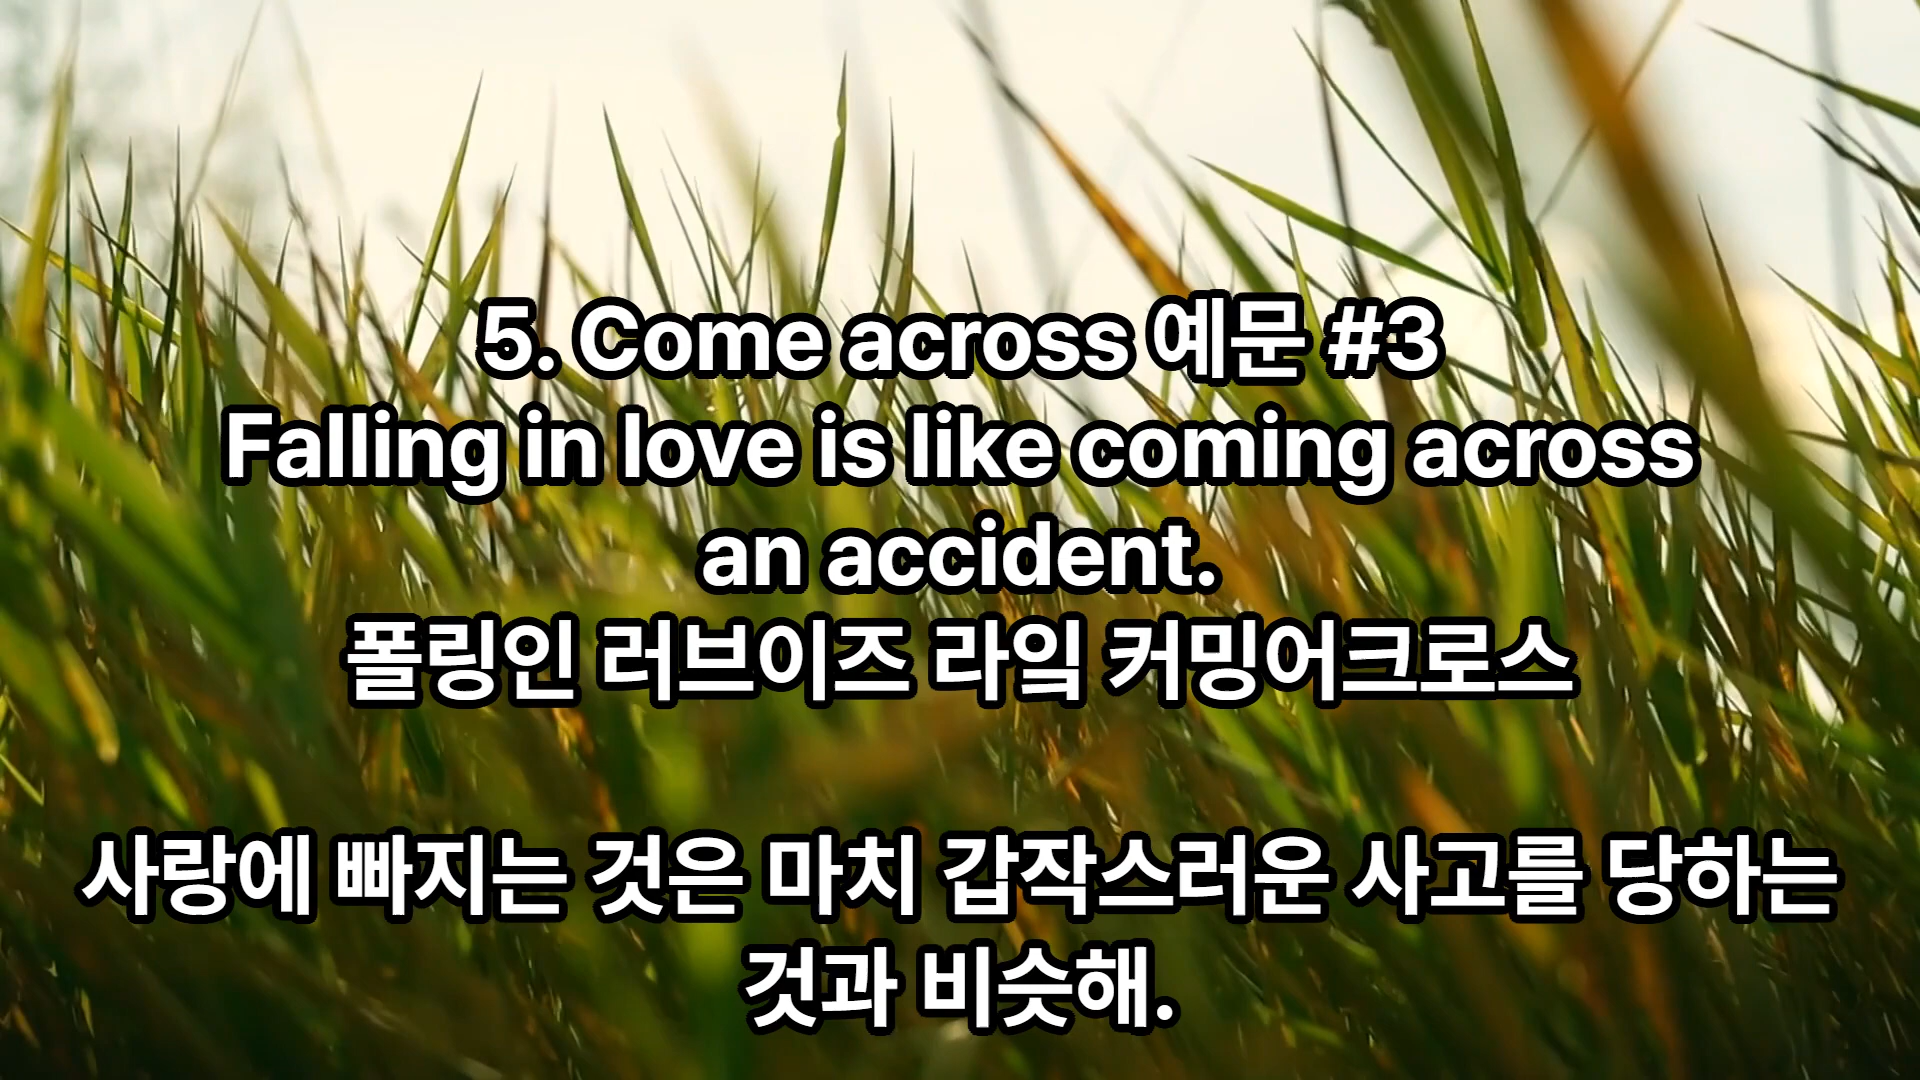 5. Come across 예문 #3
Falling in love is like coming across
an accident.
폴링인 러브이즈 라잌 커밍어크로스
사랑에 빠지는 것은 마치 갑작스러운 사고를 당하는
것과 비슷해.